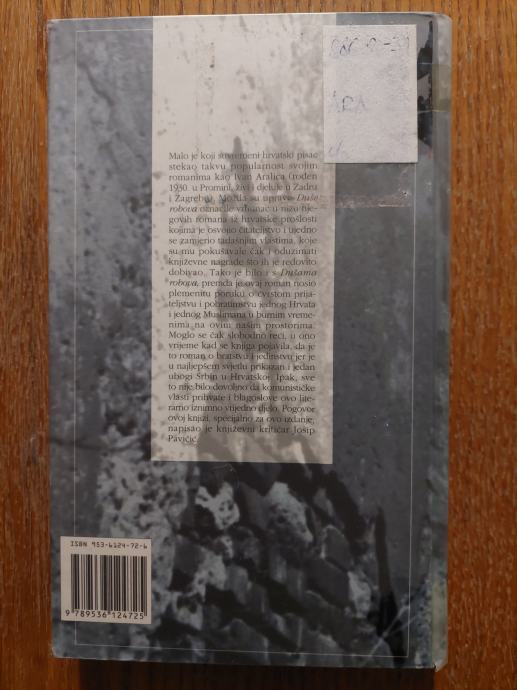 ARA
Malo je koji suvremeni hrvatski pisac
stekao takvu popularnost svojim
romanima kao Ivan Aralica (rođen
1930. u Promini, živi i djeluje u Zadru
i Zagrebu). Možda su upravo Duše
robova označile vrhunac u nizu nje-
govih romana iz hrvatske prošlosti
kojima je osvojio čitateljstvo i ujedno
se zamjerio tadašnjim vlastima, koje
su mu pokušavale čak i oduzimati
književne nagrade što ih je redovito
dobivao. Tako je bilo i s Dušama
robova, premda je ovaj roman nosio
plemenitu poruku o čvrstom prija-
teljstvu i pobratimstvu jednog Hrvata
i jednog Muslimana u burnim vreme-
nima na ovim našim prostorima.
Moglo se čak slobodno reći, u ono
vrijeme kad se knjiga pojavila, da je
to roman o bratstvu i jedinstvu jer je
u najljepšem svjetlu prikazan i jedan
ubogi Srbin u Hrvatskoj. Ipak, sve
to nije bilo dovoljno da komunističke
vlasti prihvate i blagoslove ovo lite-
rarno iznimno vrijedno djelo. Pogovor
ovoj knjizi, specijalno za ovo izdanje,
napisao je književni kritičar Josip
Pavičić.
ISBN 953-6124-72-6
9 789536 124725